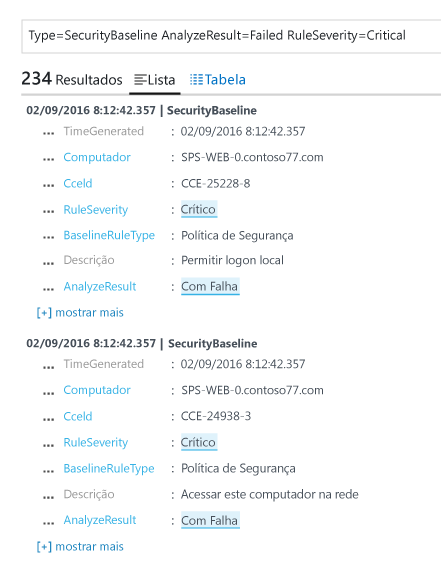 Type=SecurityBaseline AnalyzeResult=Failed RuleSeverity=Critical
234 Resultados Lista Tabela
02/09/2016 8:12:42.357 | SecurityBaseline
... TimeGenerated : 02/09/2016 8:12:42.357
... Computador : SPS-WEB-0.contoso77.com
... CceId : CCE-25228-8
... RuleSeverity : Crítico
... BaselineRuleType : Política de Segurança
... Descrição : Permitir logon local
... AnalyzeResult : Com Falha
[+] mostrar mais
02/09/2016 8:12:42.357 | SecurityBaseline
... TimeGenerated : 02/09/2016 8:12:42.357
... Computador : SPS-WEB-0.contoso77.com
... CceId : CCE-24938-3
... RuleSeverity : Crítico
... BaselineRuleType : Política de Segurança
... Descrição : Acessar este computador na rede
... AnalyzeResult : Com Falha
[+] mostrar mais